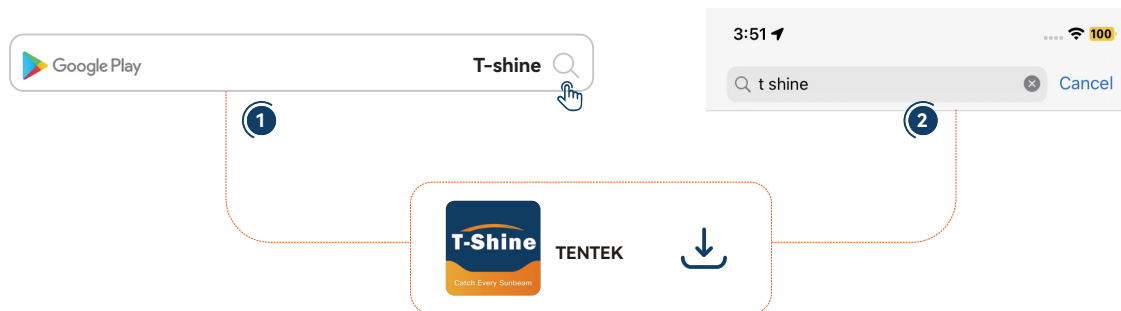 Google Play
T-shine
1
3:51
100
t shine
Cancel
2
T-Shine
Catch Every Sunbeam
TENTEK